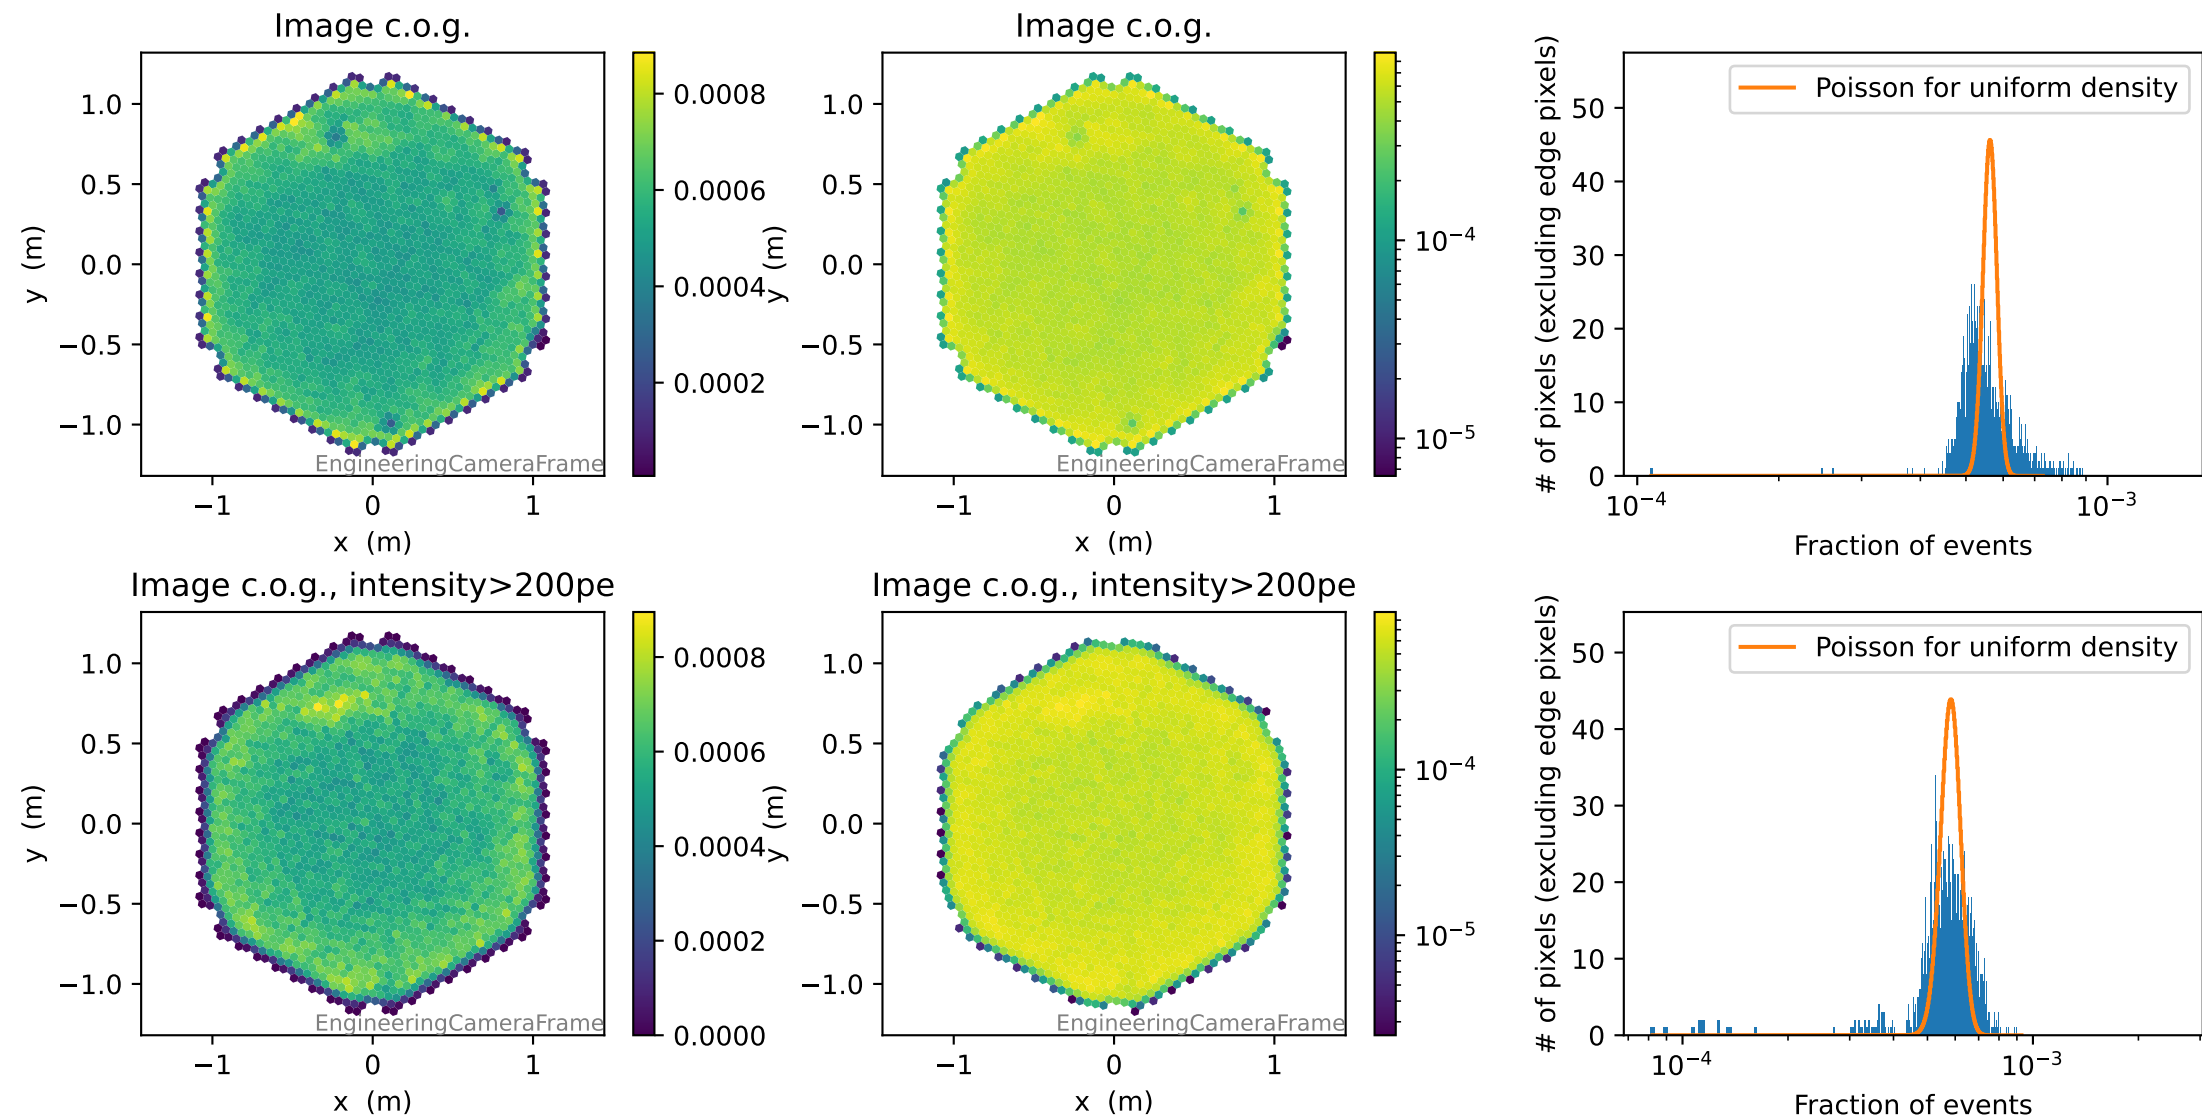 Image c.o.g.
y (m)
1.0
0.5
0.0
−0.5
−1.0
−1
0
1
x (m)
EngineeringCameraFrame
0.0008
0.0006
0.0004
0.0002
Image c.o.g.
y (m)
1.0
0.5
0.0
−0.5
−1.0
−1
0
1
x (m)
EngineeringCameraFrame
10⁻⁴
10⁻⁵
# of pixels (excluding edge pixels)
Poisson for uniform density
50
40
30
20
10
0
10⁻⁴
10⁻³
Fraction of events
Image c.o.g., intensity>200pe
y (m)
1.0
0.5
0.0
−0.5
−1.0
−1
0
1
x (m)
EngineeringCameraFrame
0.0008
0.0006
0.0004
0.0002
0.0000
Image c.o.g., intensity>200pe
y (m)
1.0
0.5
0.0
−0.5
−1.0
−1
0
1
x (m)
EngineeringCameraFrame
10⁻⁴
10⁻⁵
# of pixels (excluding edge pixels)
Poisson for uniform density
50
40
30
20
10
0
10⁻⁴
10⁻³
Fraction of events